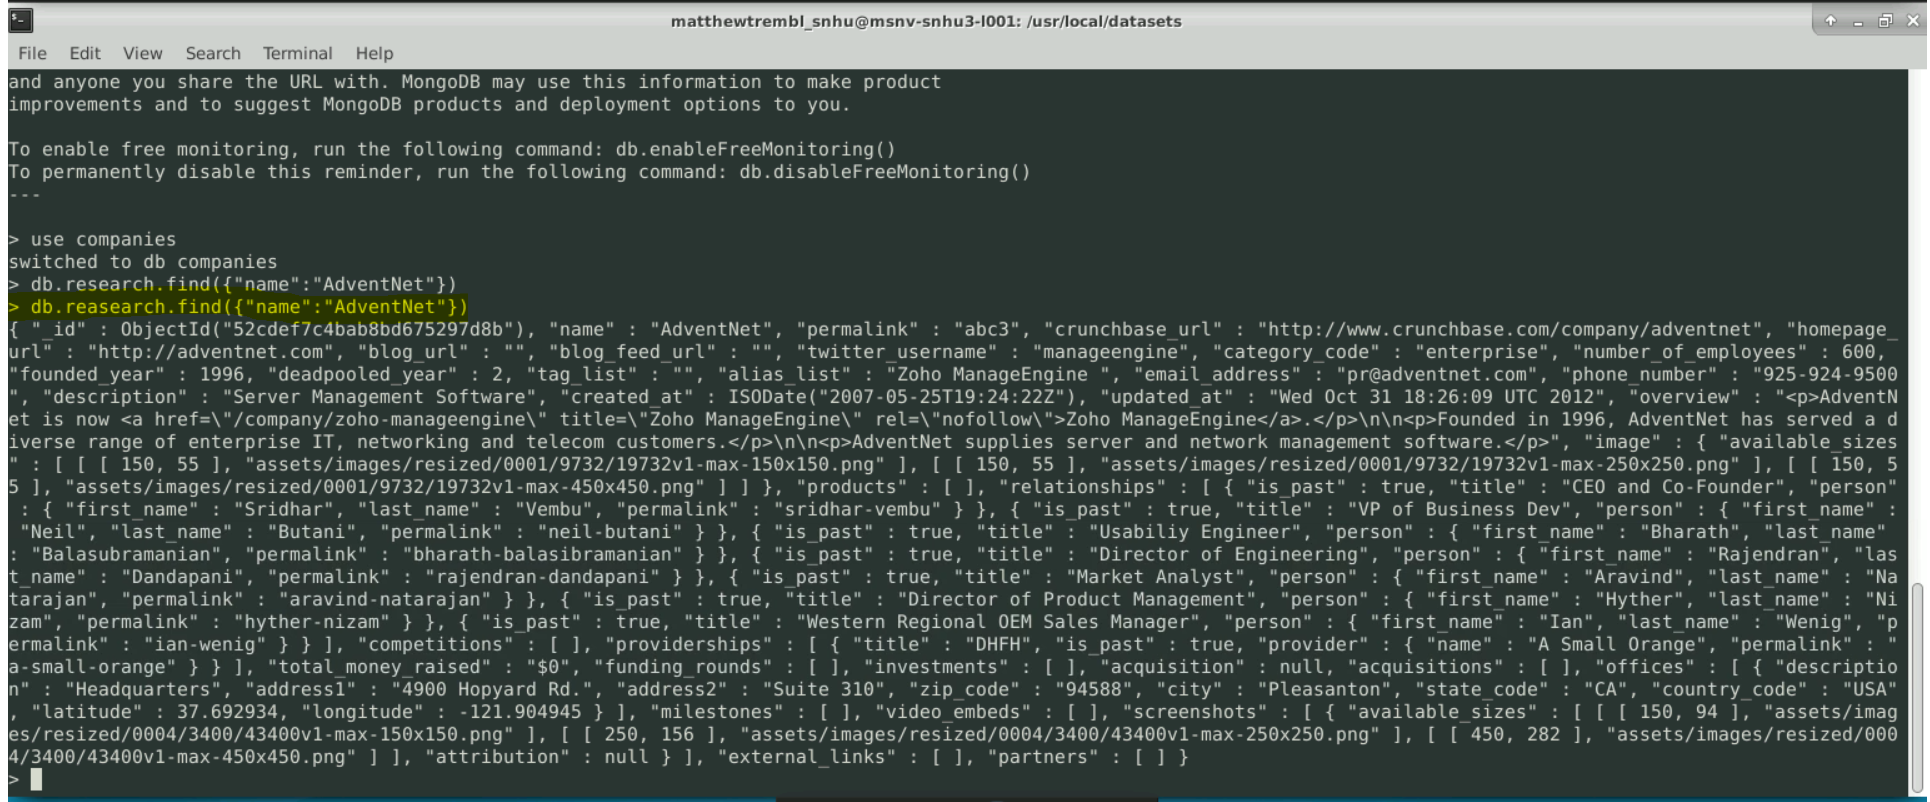 matthewtrembl_snhu@msnv-snhu3-l001: /usr/local/datasets
File Edit View Search Terminal Help
and anyone you share the URL with. MongoDB may use this information to make product
improvements and to suggest MongoDB products and deployment options to you.
To enable free monitoring, run the following command: db.enableFreeMonitoring()
To permanently disable this reminder, run the following command: db.disableFreeMonitoring()
---
> use companies
switched to db companies
> db.research.find({"name":"AdventNet"})
> db.reasearch.find({"name":"AdventNet"})
{ "_id" : ObjectId("52cdef7c4bab8bd675297d8b"), "name" : "AdventNet", "permalink" : "abc3", "crunchbase_url" : "http://www.crunchbase.com/company/adventnet", "homepage_
url" : "http://adventnet.com", "blog_url" : "", "blog_feed_url" : "", "twitter_username" : "manageengine", "category_code" : "enterprise", "number_of_employees" : 600,
"founded_year" : 1996, "deadpooled_year" : 2, "tag_list" : "", "alias_list" : "Zoho ManageEngine ", "email_address" : "pr@adventnet.com", "phone_number" : "925-924-9500
", "description" : "Server Management Software", "created_at" : ISODate("2007-05-25T19:24:22Z"), "updated_at" : "Wed Oct 31 18:26:09 UTC 2012", "overview" : "<p>AdventN
et is now <a href=\"/company/zoho-manageengine\" title=\"Zoho ManageEngine\" rel=\"nofollow\">Zoho ManageEngine</a>.</p>\n\n<p>Founded in 1996, AdventNet has served a d
iverse range of enterprise IT, networking and telecom customers.</p>\n\n<p>AdventNet supplies server and network management software.</p>", "image" : { "available_sizes
" : [ [ [ 150, 55 ], "assets/images/resized/0001/9732/19732v1-max-150x150.png" ], [ [ 150, 55 ], "assets/images/resized/0001/9732/19732v1-max-250x250.png" ], [ [ 150, 5
5 ], "assets/images/resized/0001/9732/19732v1-max-450x450.png" ] ] }, "products" : [ ], "relationships" : [ { "is_past" : true, "title" : "CEO and Co-Founder", "person"
: { "first_name" : "Sridhar", "last_name" : "Vembu", "permalink" : "sridhar-vembu" } }, { "is_past" : true, "title" : "VP of Business Dev", "person" : { "first_name" :
"Neil", "last_name" : "Butani", "permalink" : "neil-butani" } }, { "is_past" : true, "title" : "Usabiliy Engineer", "person" : { "first_name" : "Bharath", "last_name"
: "Balasubramanian", "permalink" : "bharath-balasibramanian" } }, { "is_past" : true, "title" : "Director of Engineering", "person" : { "first_name" : "Rajendran", "las
t_name" : "Dandapani", "permalink" : "rajendran-dandapani" } }, { "is_past" : true, "title" : "Market Analyst", "person" : { "first_name" : "Aravind", "last_name" : "Na
tarajan", "permalink" : "aravind-natarajan" } }, { "is_past" : true, "title" : "Director of Product Management", "person" : { "first_name" : "Hyther", "last_name" : "Ni
zam", "permalink" : "hyther-nizam" } }, { "is_past" : true, "title" : "Western Regional OEM Sales Manager", "person" : { "first_name" : "Ian", "last_name" : "Wenig", "p
ermalink" : "ian-wenig" } } ], "competitions" : [ ], "providerships" : [ { "title" : "DHFH", "is_past" : true, "provider" : { "name" : "A Small Orange", "permalink" : "
a-small-orange" } } ], "total_money_raised" : "$0", "funding_rounds" : [ ], "investments" : [ ], "acquisition" : null, "acquisitions" : [ ], "offices" : [ { "descriptio
n" : "Headquarters", "address1" : "4900 Hopyard Rd.", "address2" : "Suite 310", "zip_code" : "94588", "city" : "Pleasanton", "state_code" : "CA", "country_code" : "USA"
, "latitude" : 37.692934, "longitude" : -121.904945 } ], "milestones" : [ ], "video_embeds" : [ ], "screenshots" : [ { "available_sizes" : [ [ [ 150, 94 ], "assets/imag
es/resized/0004/3400/43400v1-max-150x150.png" ], [ [ 250, 156 ], "assets/images/resized/0004/3400/43400v1-max-250x250.png" ], [ [ 450, 282 ], "assets/images/resized/000
4/3400/43400v1-max-450x450.png" ] ], "attribution" : null } ], "external_links" : [ ], "partners" : [ ] }
>